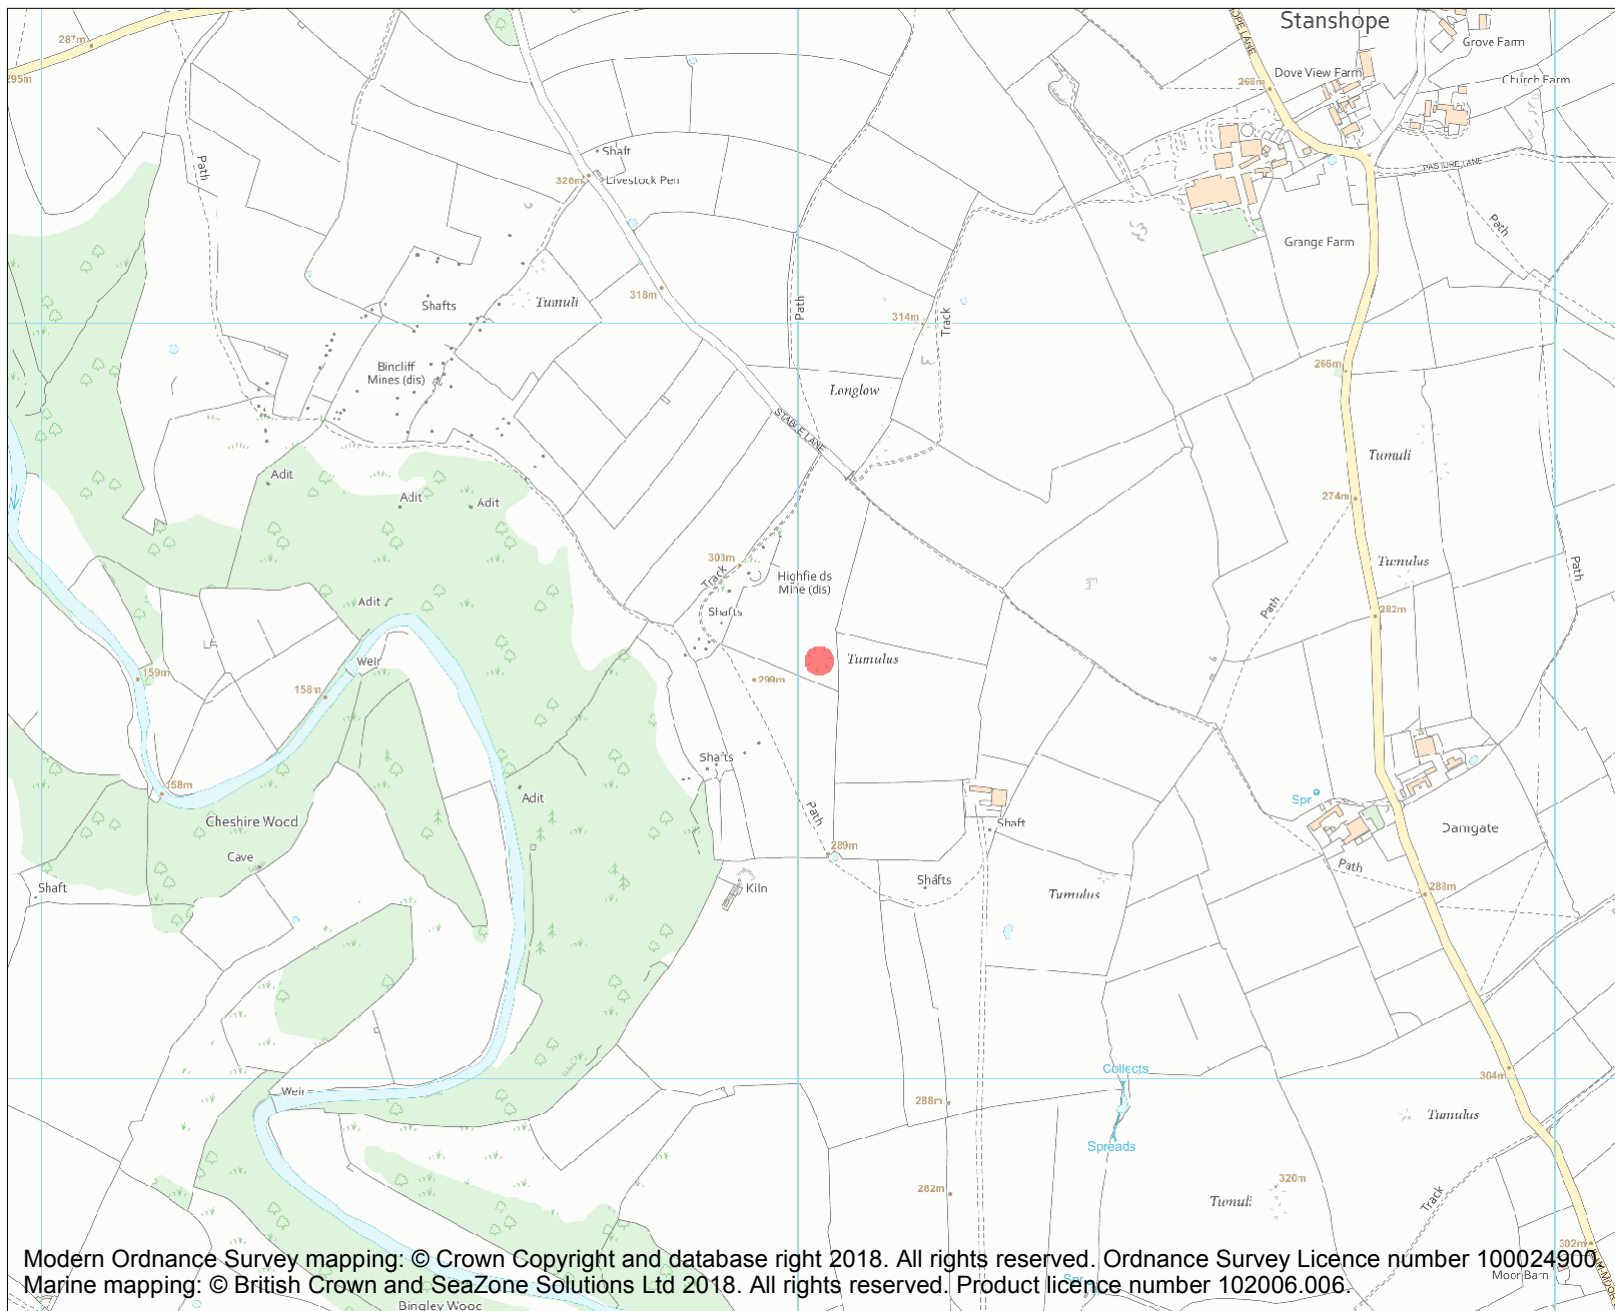 Stanshope
287m
295m
Grove Farm
Dove View Farm
Church Farm
268m
Path
Shaft
326m
Livestock Pen
PASTURE LANE
Path
Grange Farm
318m
Shafts
Tumuli
Path
314m
Track
266m
Bincliff
Mines (dis)
Longlow
STABLE LANE
Tumuli
Adit
Adit
Adit
274m
303m
Track
Highfields
Mine (dis)
Tumulus
Path
Adit
Shafts
Path
282m
Weir
Tumulus
159m
158m
299m
Shafts
158m
Adit
Spr
Cheshire Wood
Path
Shaft
Damgate
289m
Cave
Path
Shaft
Kiln
Shafts
Tumulus
288m
Collects
304m
Weir
288m
Tumulus
Spreads
282m
320m
Tumuli
Track
302m
Modern Ordnance Survey mapping: © Crown Copyright and database right 2018. All rights reserved. Ordnance Survey Licence number 100024900.
Marine mapping: © British Crown and SeaZone Solutions Ltd 2018. All rights reserved. Product licence number 102006.006.
Spr
Moor Barn
Bingley Wood